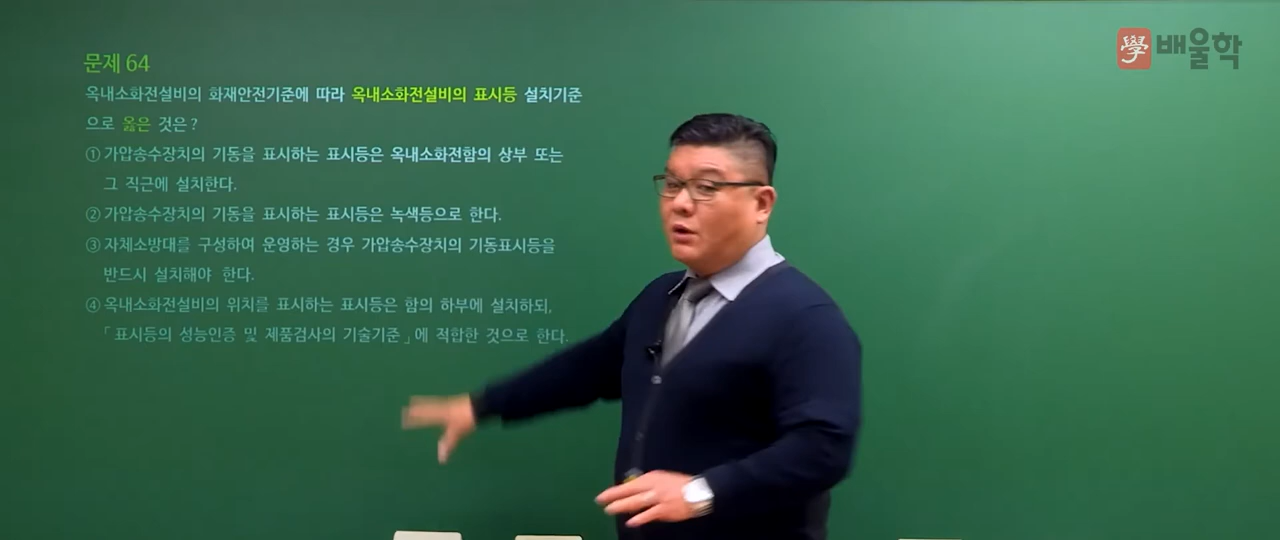 學 배울학
문제 64
옥내소화전설비의 화재안전기준에 따라 옥내소화전설비의 표시등 설치기준
으로 옳은 것은?
① 가압송수장치의 기동을 표시하는 표시등은 옥내소화전함의 상부 또는
그 직근에 설치한다.
② 가압송수장치의 기동을 표시하는 표시등은 녹색등으로 한다.
③ 자체소방대를 구성하여 운영하는 경우 가압송수장치의 기동표시등을
반드시 설치해야 한다.
④ 옥내소화전설비의 위치를 표시하는 표시등은 함의 하부에 설치하되,
「표시등의 성능인증 및 제품검사의 기술기준」에 적합한 것으로 한다.